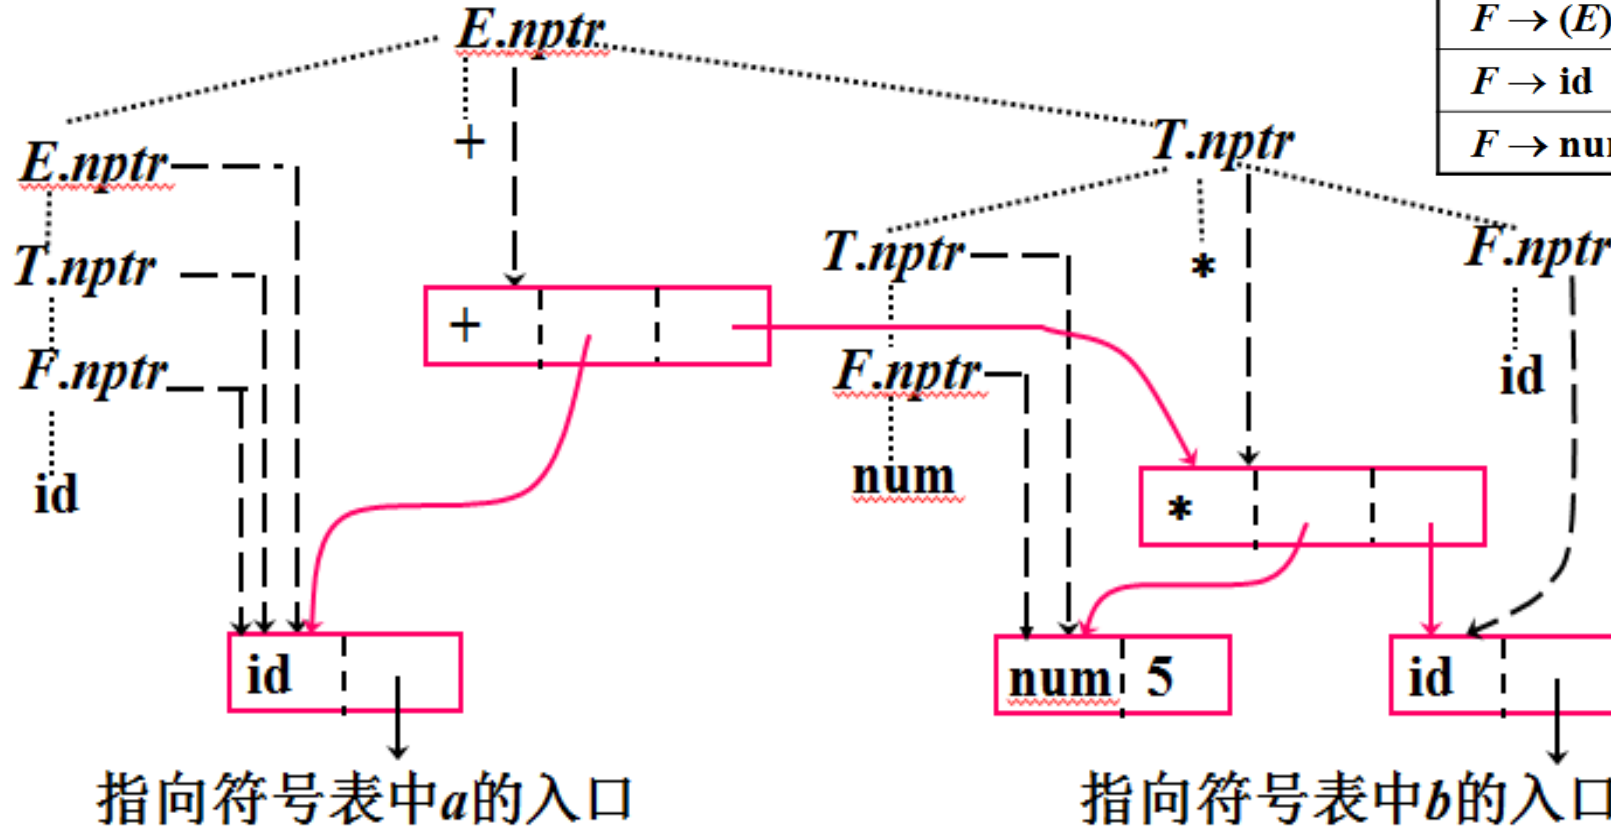 E.nptr
F → (E)
F → id
F →
+
T.nptr
E.nptr
T.nptr
T.nptr
*
F.nptr
+
F.nptr
F.nptr
id
id
num
*
id
num 5
id
指向符号表中a的入口
指向符号表中b的入口